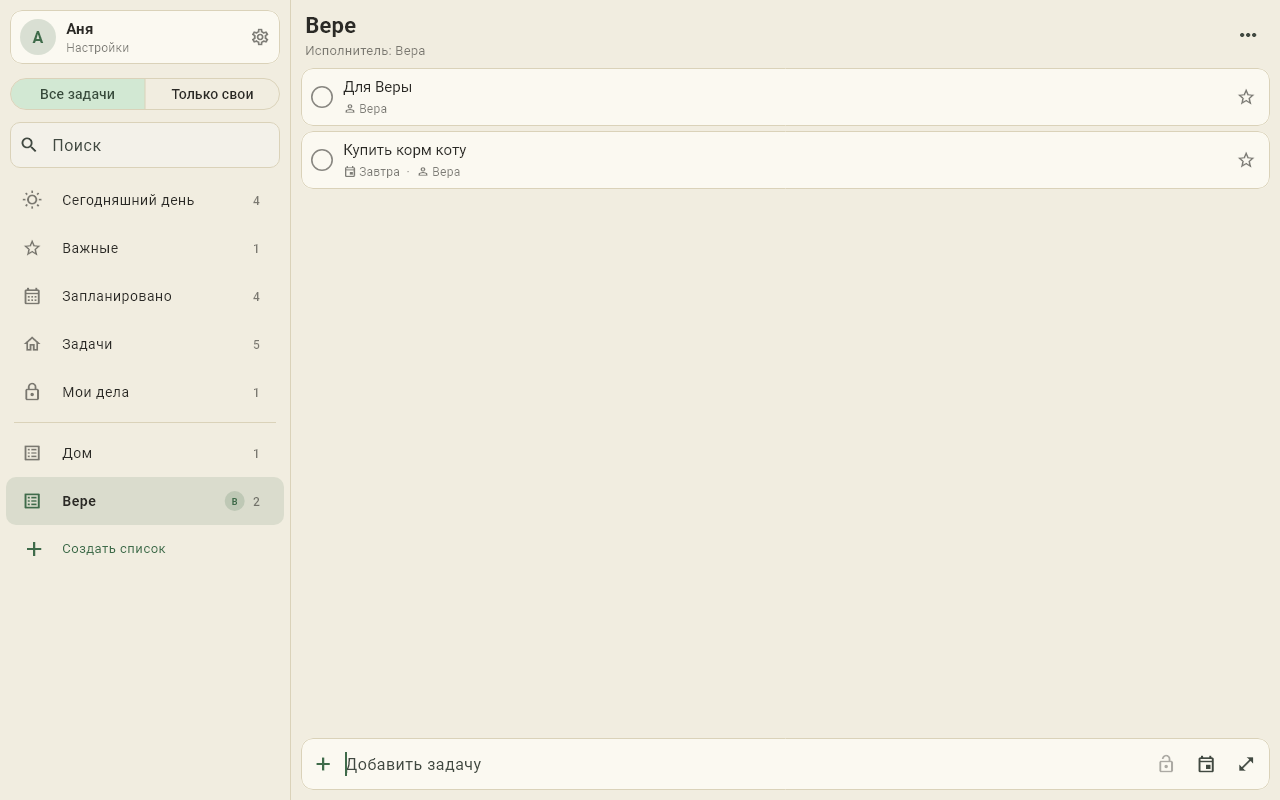 А
Аня
Настройки
Все задачи
Только свои
Поиск
Сегодняшний день 4
Важные 1
Запланировано 4
Задачи 5
Мои дела 1
Дом 1
Вере В 2
Создать список
Вере
Исполнитель: Вера
Для Веры
Вера
Купить корм коту
Завтра · Вера
Добавить задачу